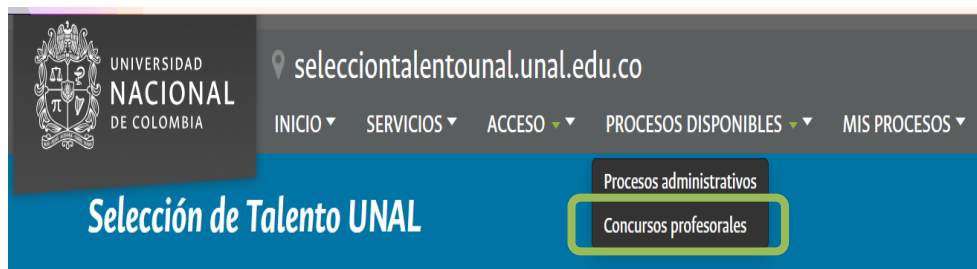 UNIVERSIDAD
NACIONAL
DE COLOMBIA
selecciontalentounal.unal.edu.co
INICIO SERVICIOS ACCESO PROCESOS DISPONIBLES MIS PROCESOS
Procesos administrativos
Concursos profesorales
Selección de Talento UNAL